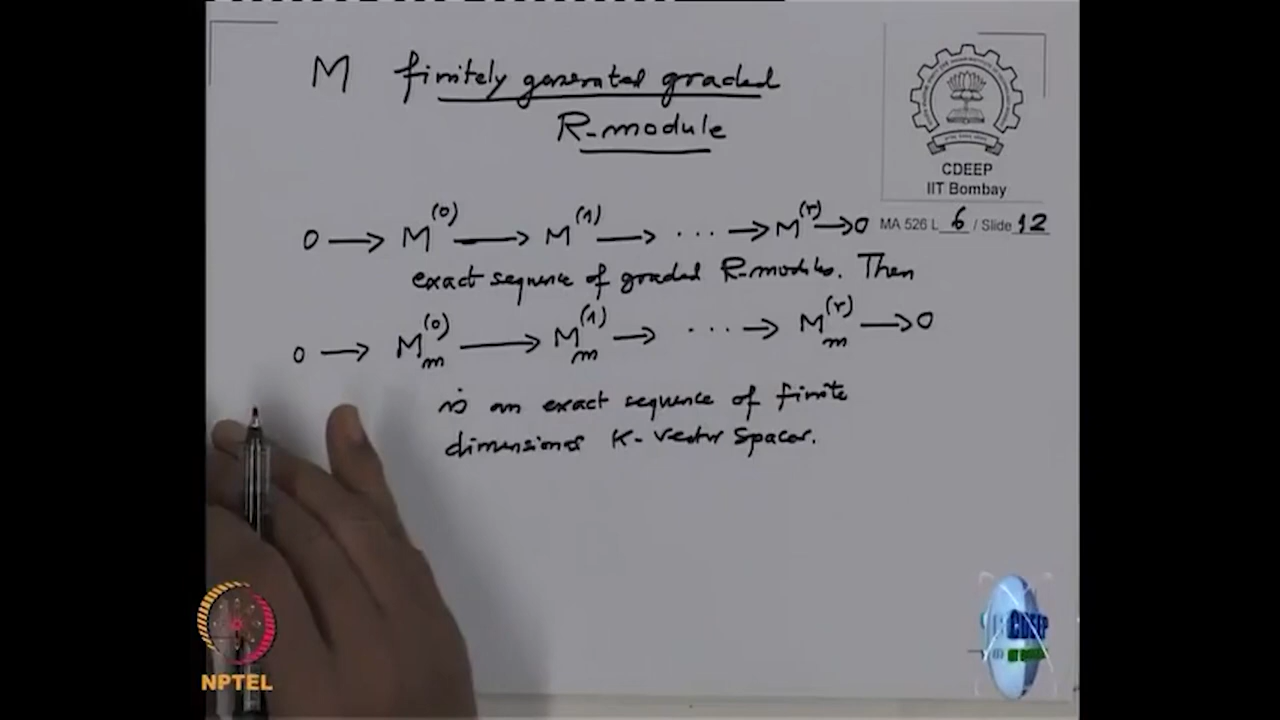 M finitely generated graded
R-module
CDEEP
IIT Bombay
MA 526 L 6 / Slide 12
0 → M^(0) → M^(1) → ··· → M^(r) → 0
exact sequence of graded R-modules. Then
0 → M_m^(0) → M_m^(1) → ··· → M_m^(r) → 0
is an exact sequence of finite
dimensional K-vector spaces.
NPTEL
CDEEP